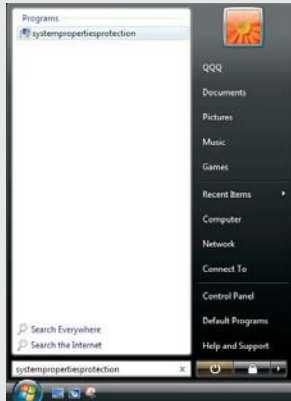 Programs
systempropertiesprotection
QQQ
Documents
Pictures
Music
Games
Recent Items
Computer
Network
Connect To
Control Panel
Default Programs
Help and Support
Search Everywhere
Search the Internet
systempropertiesprotection